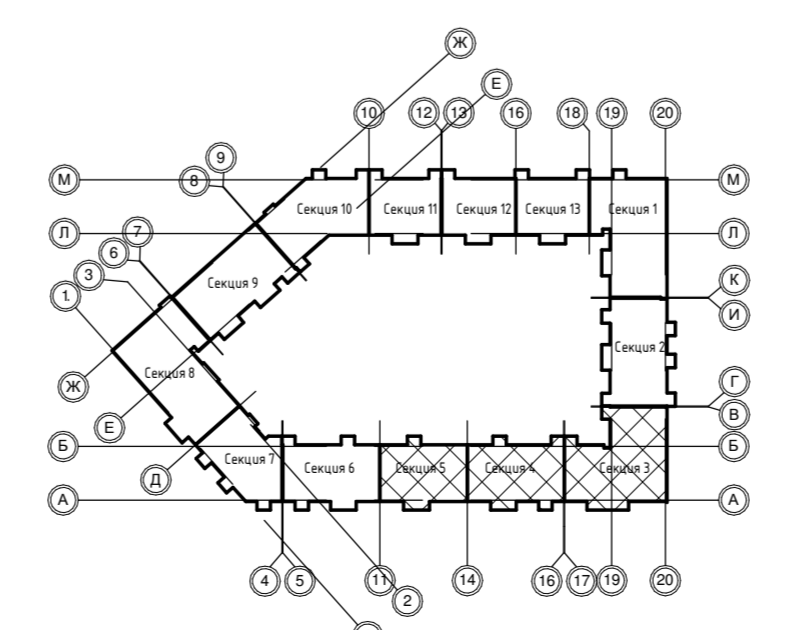 Ж
Е
10
12
13
16
18
19
20
9
8
М
М
Секция 10
Секция 11
Секция 12
Секция 13
Секция 1
Л
7
Л
6
3
К
Секция 9
1.
И
Секция 2
Секция 8
Ж
Г
В
Е
Б
Б
Секция 7
Секция 6
Секция 5
Секция 4
Секция 3
Д
А
А
4
5
11
14
16
17
19
20
2